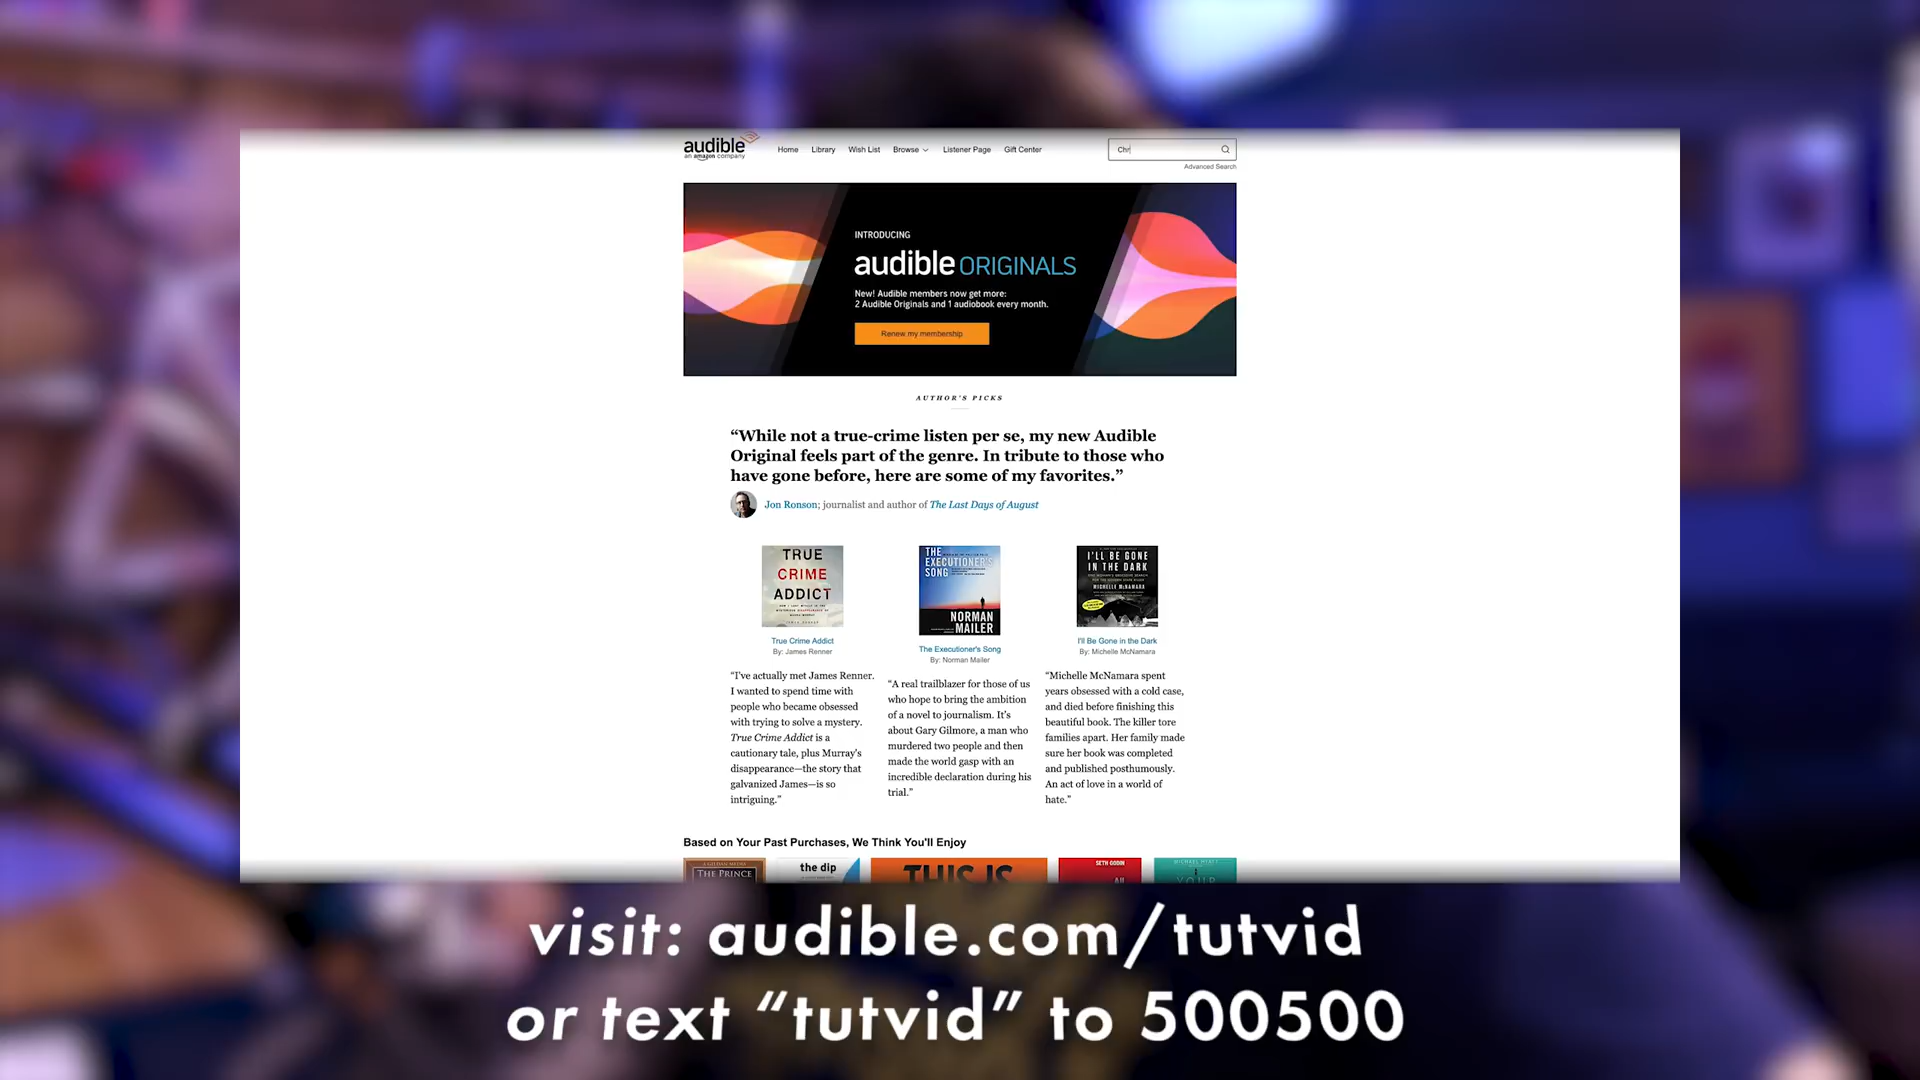 audible
an amazon company
Home Library Wish List Browse Listener Page Gift Center
Chr
Advanced Search
INTRODUCING
audible ORIGINALS
New! Audible members now get more:
2 Audible Originals and 1 audiobook every month.
Renew my membership
AUTHOR'S PICKS
“While not a true-crime listen per se, my new Audible
Original feels part of the genre. In tribute to those who
have gone before, here are some of my favorites.”
Jon Ronson; journalist and author of The Last Days of August
TRUE
CRIME
ADDICT
True Crime Addict
By: James Renner
“I've actually met James Renner.
I wanted to spend time with
people who became obsessed
with trying to solve a mystery.
True Crime Addict is a
cautionary tale, plus Murray's
disappearance—the story that
galvanized James—is so
intriguing.”
THE
EXECUTIONER'S
SONG
NORMAN
MAILER
The Executioner's Song
By: Norman Mailer
“A real trailblazer for those of us
who hope to bring the ambition
of a novel to journalism. It's
about Gary Gilmore, a man who
murdered two people and then
made the world gasp with an
incredible declaration during his
trial.”
I'LL BE GONE
IN THE DARK
MICHELLE McNAMARA
I'll Be Gone in the Dark
By: Michelle McNamara
“Michelle McNamara spent
years obsessed with a cold case,
and died before finishing this
beautiful book. The killer tore
families apart. Her family made
sure her book was completed
and published posthumously.
An act of love in a world of
hate.”
Based on Your Past Purchases, We Think You'll Enjoy
THE PRINCE
the dip
THIS IS
SETH GODIN
All
MICHAEL HYATT
YOUR
visit: audible.com/tutvid
or text “tutvid” to 500500